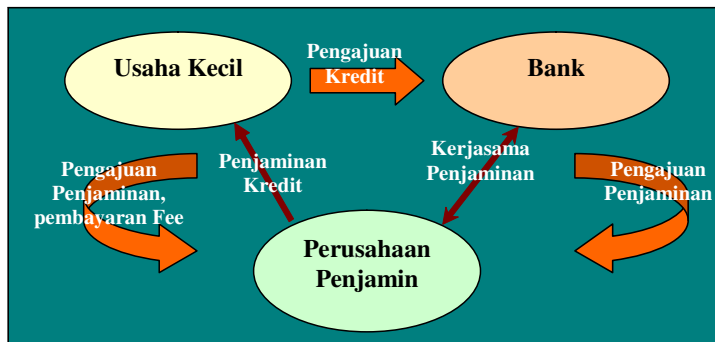 Usaha Kecil
Pengajuan
Kredit
Bank
Pengajuan
Penjaminan,
pembayaran Fee
Penjaminan
Kredit
Kerjasama
Penjaminan
Pengajuan
Penjaminan
Perusahaan
Penjamin